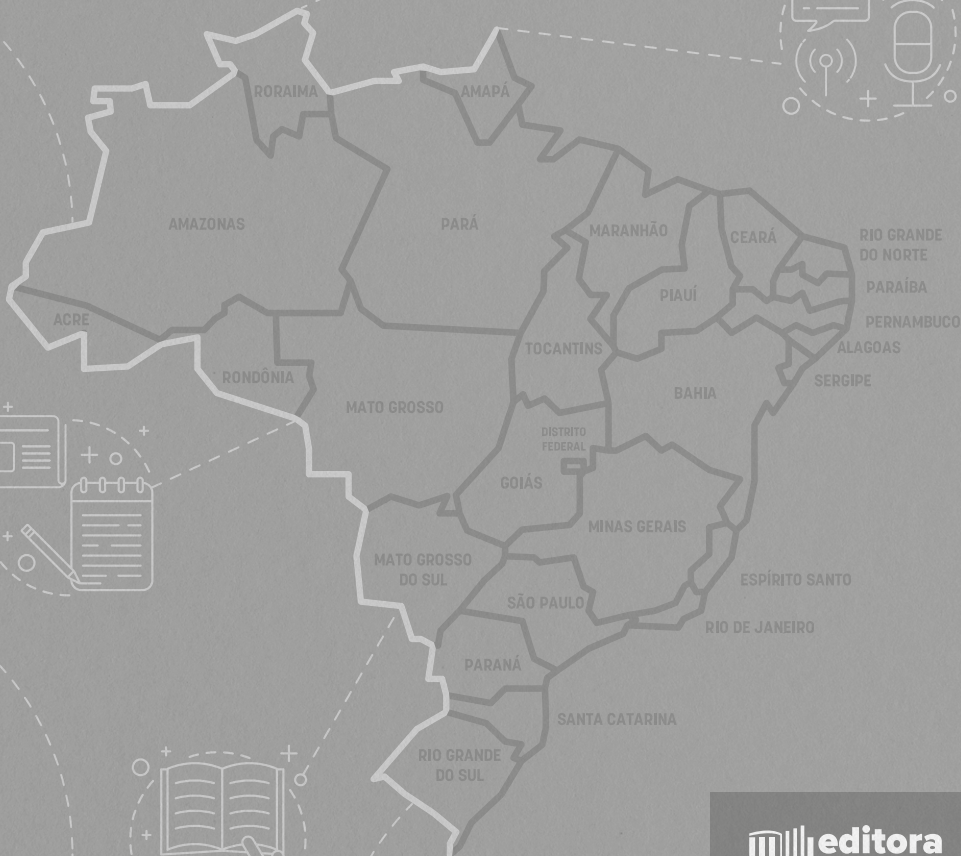 RORAIMA
AMAPÁ
AMAZONAS
PARÁ
MARANHÃO
CEARÁ
RIO GRANDE
DO NORTE
PIAUÍ
PARAÍBA
ACRE
PERNAMBUCO
TOCANTINS
ALAGOAS
RONDÔNIA
SERGIPE
MATO GROSSO
BAHIA
DISTRITO
FEDERAL
GOIÁS
MINAS GERAIS
MATO GROSSO
DO SUL
ESPÍRITO SANTO
SÃO PAULO
RIO DE JANEIRO
PARANÁ
SANTA CATARINA
RIO GRANDE
DO SUL
editora